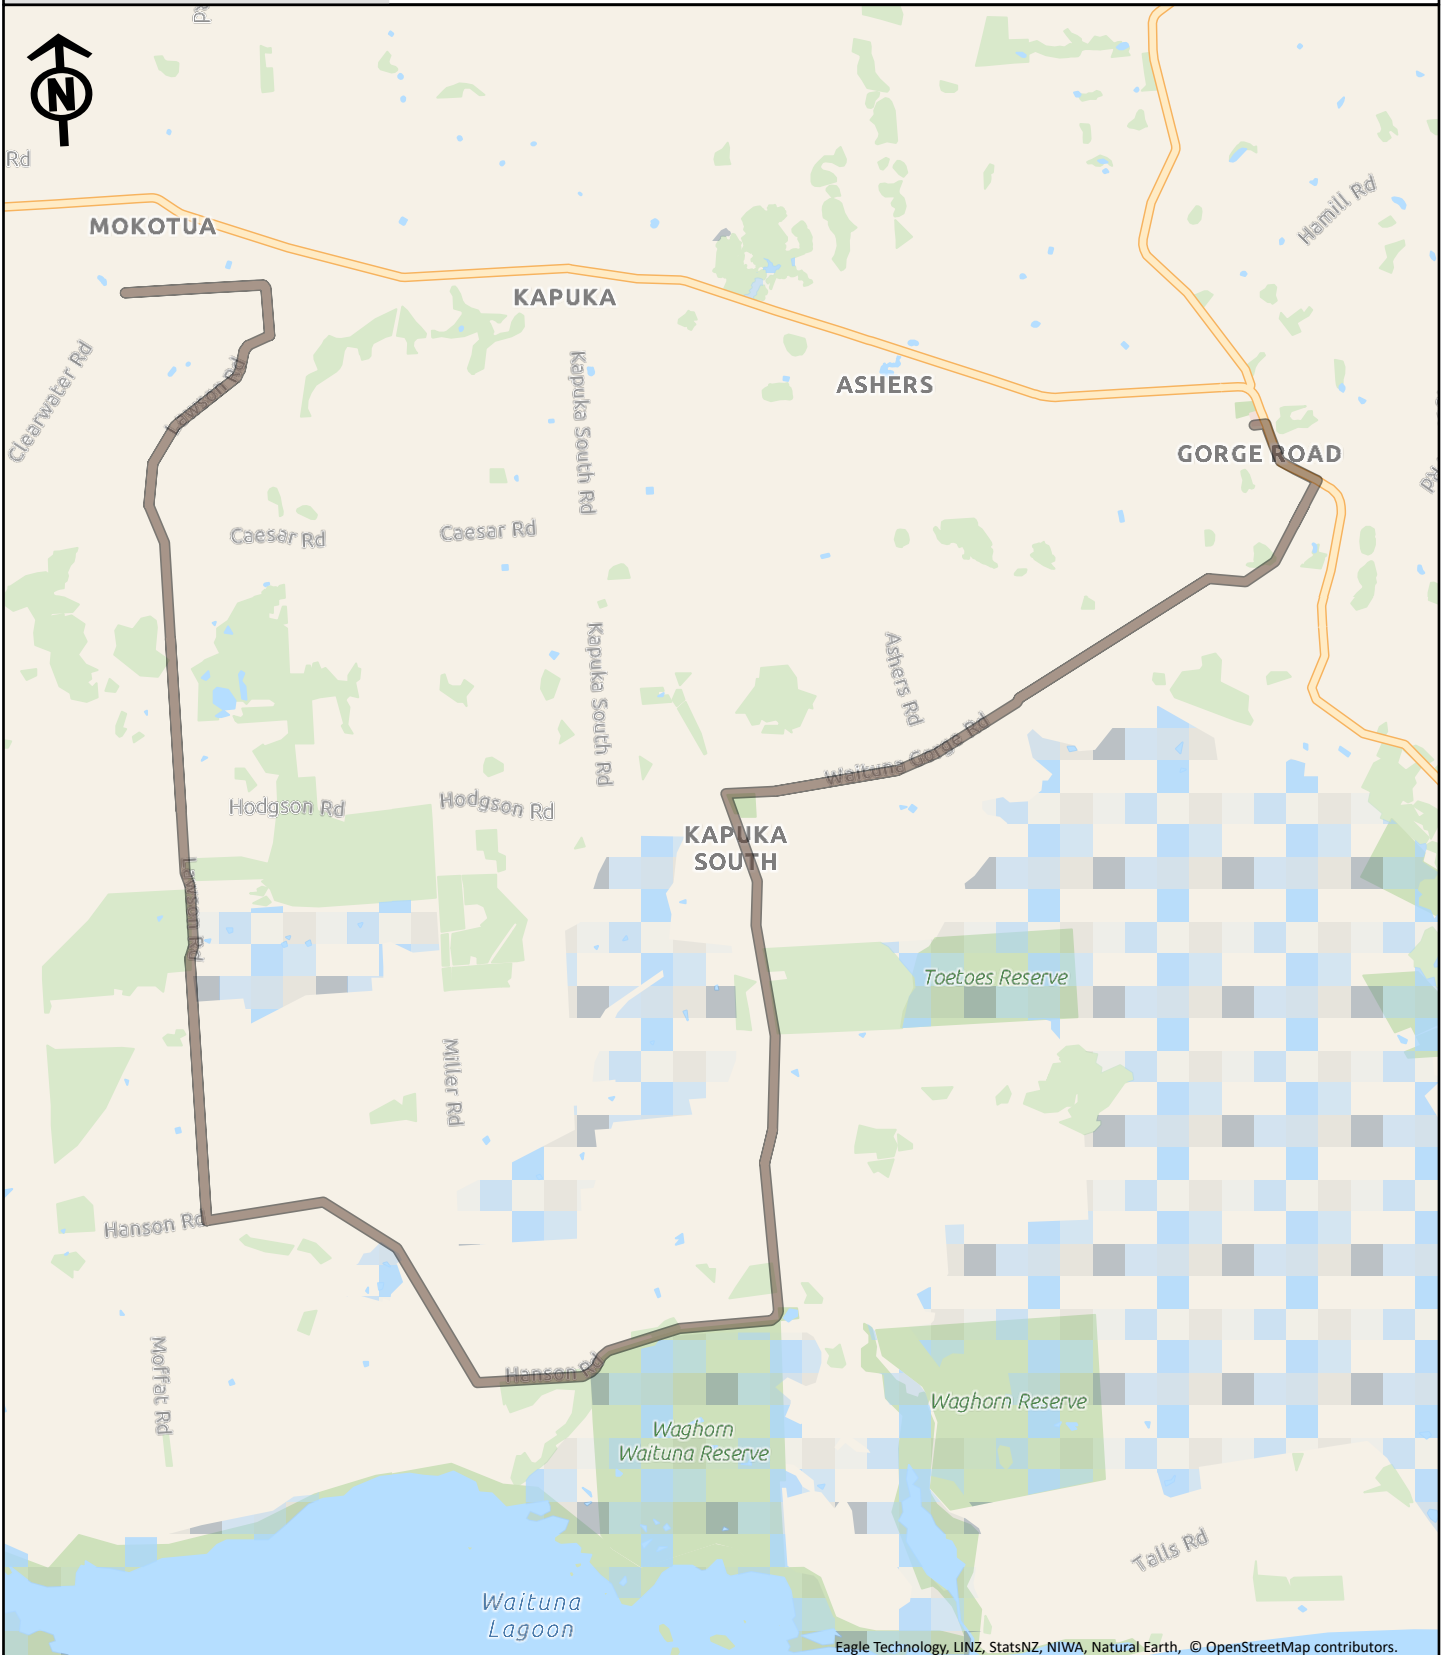 N
Rd
MOKOTUA
Hamill Rd
KAPUKA
Clearwater Rd
Lawson Rd
Kapuka South Rd
ASHERS
GORGE ROAD
Caesar Rd
Caesar Rd
Kapuka South Rd
Ashers Rd
Waituna Gorge Rd
Hodgson Rd
Hodgson Rd
KAPUKA
SOUTH
Lawson Rd
Toetoes Reserve
Miller Rd
Hanson Rd
Moffat Rd
Hanson Rd
Waghorn Reserve
Waghorn
Waituna Reserve
Talls Rd
Waituna
Lagoon
Eagle Technology, LINZ, StatsNZ, NIWA, Natural Earth, © OpenStreetMap contributors.